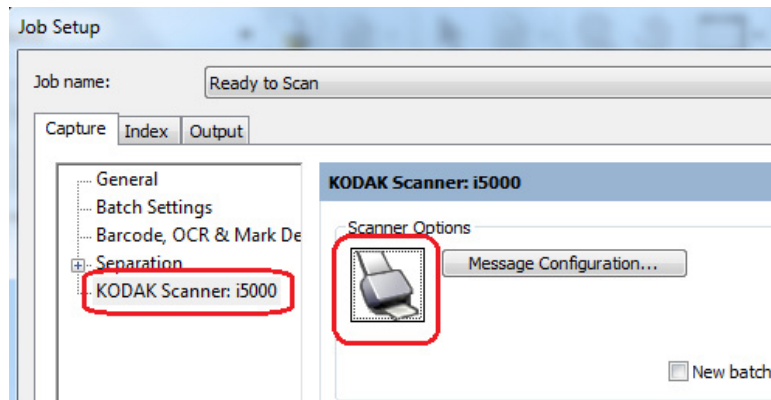 Job Setup
Job name:
Ready to Scan
Capture
Index
Output
General
Batch Settings
Barcode, OCR & Mark De
Separation
KODAK Scanner: i5000
KODAK Scanner: i5000
Scanner Options
Message Configuration...
New batch